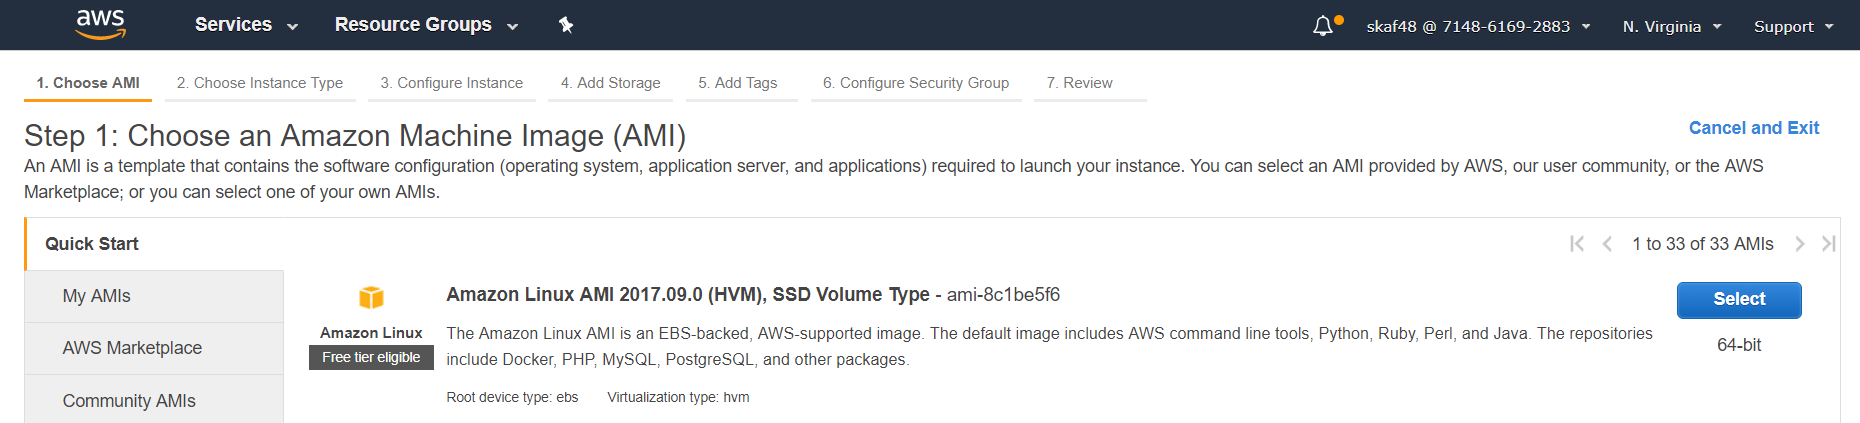 aws Services Resource Groups skaf48 @ 7148-6169-2883 N. Virginia Support
1. Choose AMI 2. Choose Instance Type 3. Configure Instance 4. Add Storage 5. Add Tags 6. Configure Security Group 7. Review
Step 1: Choose an Amazon Machine Image (AMI)
Cancel and Exit
An AMI is a template that contains the software configuration (operating system, application server, and applications) required to launch your instance. You can select an AMI provided by AWS, our user community, or the AWS
Marketplace; or you can select one of your own AMIs.
Quick Start
1 to 33 of 33 AMIs
My AMIs
AWS Marketplace
Community AMIs
Amazon Linux
Free tier eligible
Amazon Linux AMI 2017.09.0 (HVM), SSD Volume Type - ami-8c1be5f6
The Amazon Linux AMI is an EBS-backed, AWS-supported image. The default image includes AWS command line tools, Python, Ruby, Perl, and Java. The repositories
include Docker, PHP, MySQL, PostgreSQL, and other packages.
Root device type: ebs Virtualization type: hvm
Select
64-bit